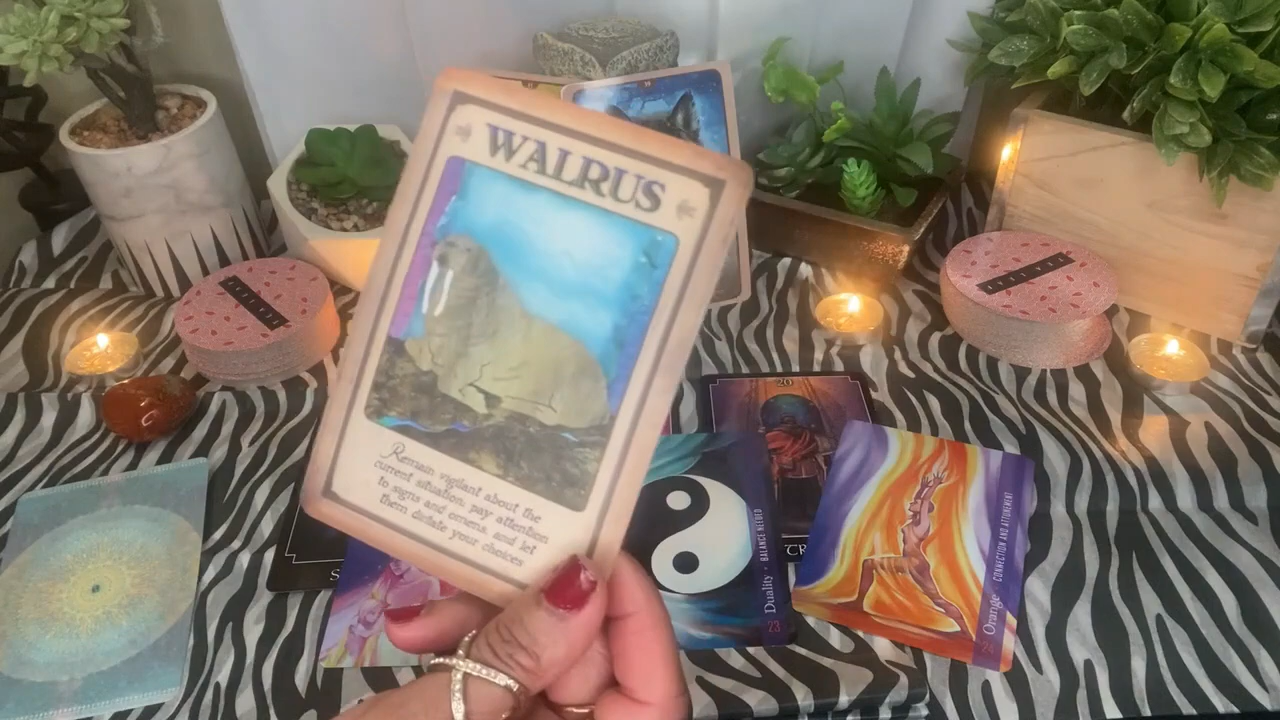 WALRUS
Remain vigilant about the
current situation; pay attention
to signs and omens, and let
them dictate your choices
20
Duality • BALANCE NEEDED
23
Orange CONNECTION AND ATTUNEMENT
24